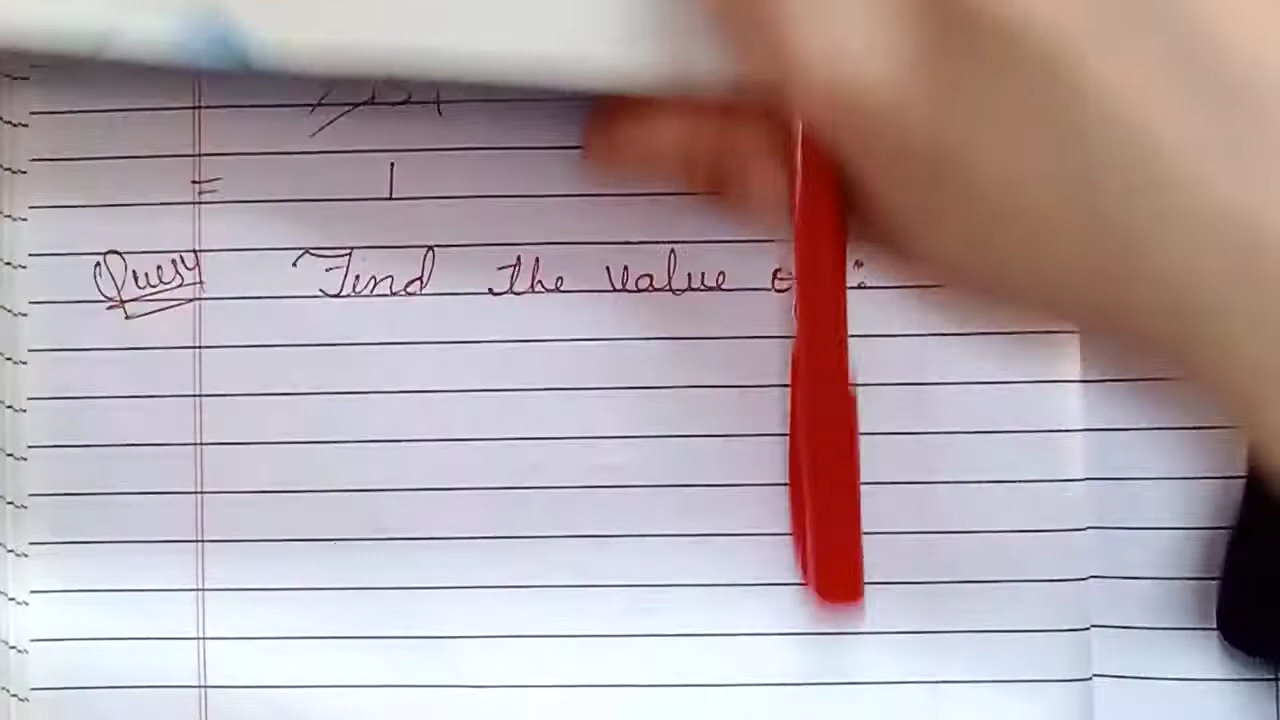 = 1
Ques Find the value